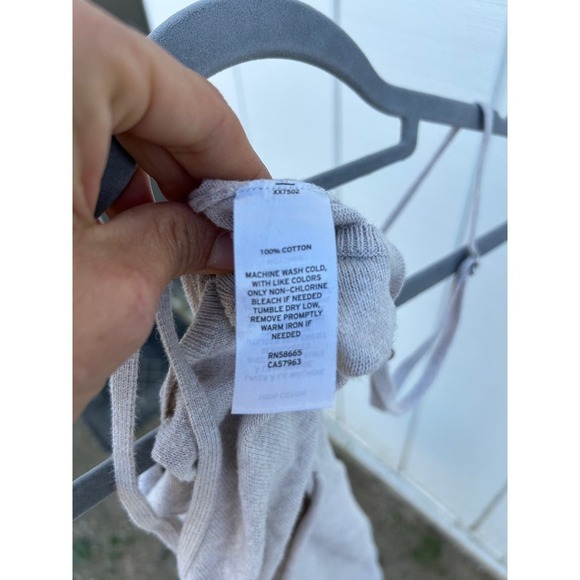 XX7502
100% COTTON
MACHINE WASH COLD,
WITH LIKE COLORS
ONLY NON-CHLORINE
BLEACH IF NEEDED
TUMBLE DRY LOW,
REMOVE PROMPTLY
WARM IRON IF
NEEDED
RN58665
CA57963